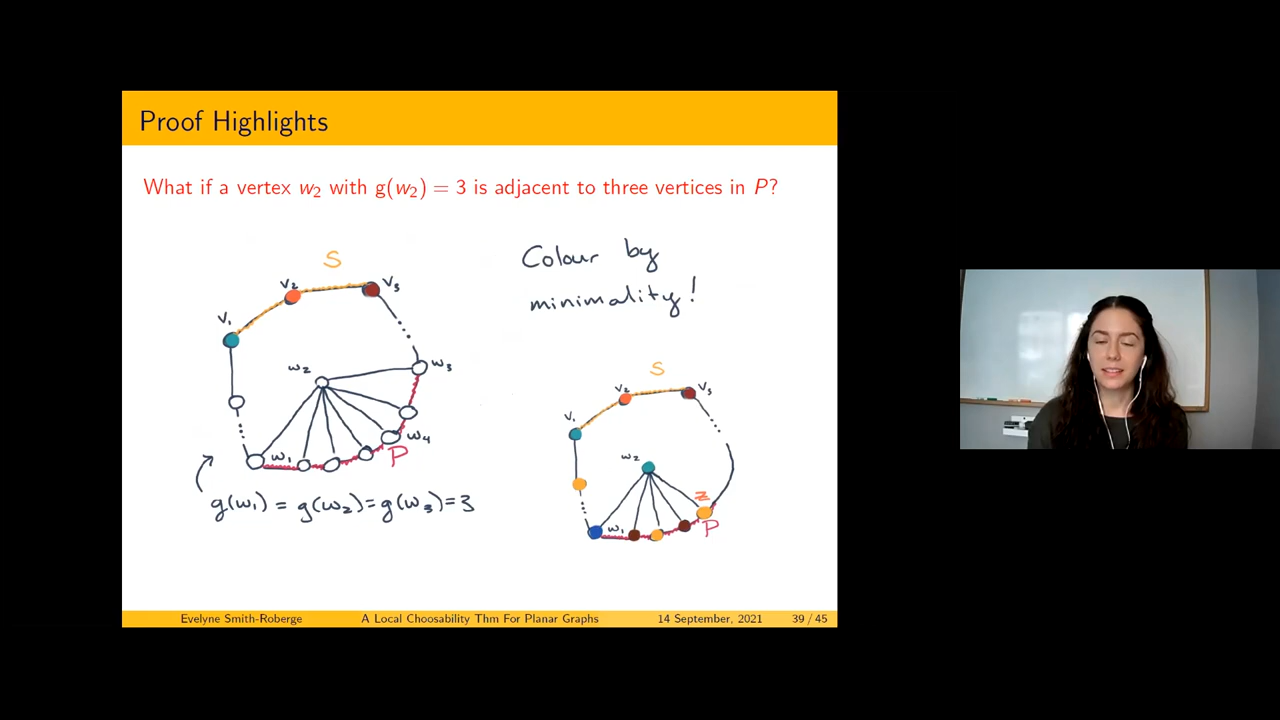 Proof Highlights
What if a vertex w₂ with g(w₂) = 3 is adjacent to three vertices in P?
S
v₂
v₃
v₁
w₃
w₂
w₄
w₁
P
g(w₁) = g(w₂) = g(w₃) = 3
Colour by
minimality!
S
v₂
v₃
v₁
w₂
z
w₁
P
Evelyne Smith-Roberge A Local Choosability Thm For Planar Graphs 14 September, 2021 39 / 45